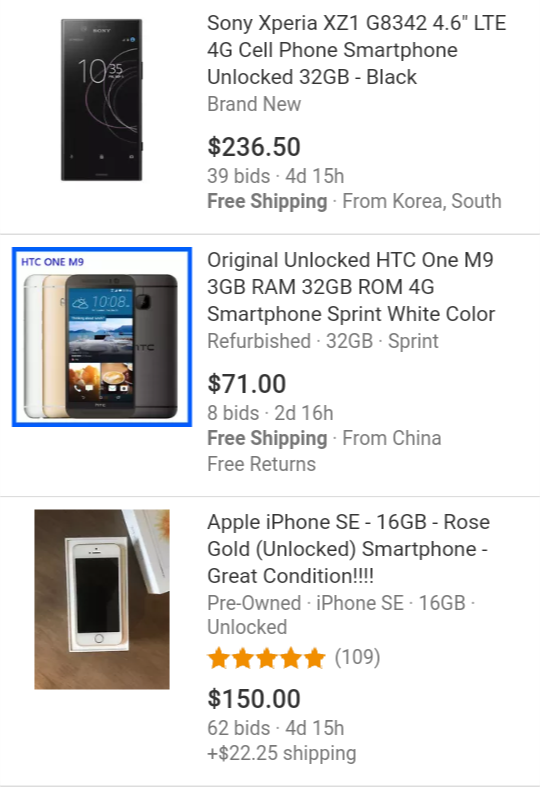 Sony Xperia XZ1 G8342 4.6" LTE
4G Cell Phone Smartphone
Unlocked 32GB - Black
Brand New
$236.50
39 bids · 4d 15h
Free Shipping · From Korea, South
SONY
10 35
HTC ONE M9
10:08
hTC
Original Unlocked HTC One M9
3GB RAM 32GB ROM 4G
Smartphone Sprint White Color
Refurbished · 32GB · Sprint
$71.00
8 bids · 2d 16h
Free Shipping · From China
Free Returns
Apple iPhone SE - 16GB - Rose
Gold (Unlocked) Smartphone -
Great Condition!!!!
Pre-Owned · iPhone SE · 16GB ·
Unlocked
(109)
$150.00
62 bids · 4d 15h
+$22.25 shipping